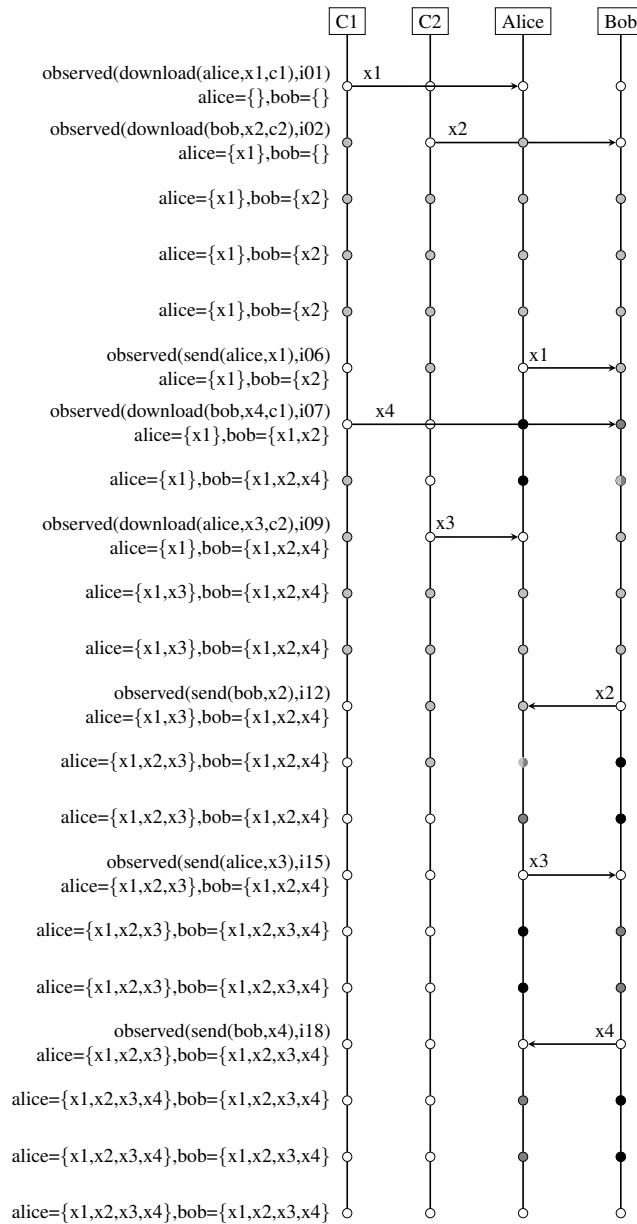 C1 C2 Alice Bob
observed(download(alice,x1,c1),i01) x1
alice={},bob={}
observed(download(bob,x2,c2),i02) x2
alice={x1},bob={}
alice={x1},bob={x2}
alice={x1},bob={x2}
alice={x1},bob={x2}
observed(send(alice,x1),i06) x1
alice={x1},bob={x2}
observed(download(bob,x4,c1),i07) x4
alice={x1},bob={x1,x2}
alice={x1},bob={x1,x2,x4}
observed(download(alice,x3,c2),i09) x3
alice={x1},bob={x1,x2,x4}
alice={x1,x3},bob={x1,x2,x4}
alice={x1,x3},bob={x1,x2,x4}
observed(send(bob,x2),i12) x2
alice={x1,x3},bob={x1,x2,x4}
alice={x1,x2,x3},bob={x1,x2,x4}
alice={x1,x2,x3},bob={x1,x2,x4}
observed(send(alice,x3),i15) x3
alice={x1,x2,x3},bob={x1,x2,x4}
alice={x1,x2,x3},bob={x1,x2,x3,x4}
alice={x1,x2,x3},bob={x1,x2,x3,x4}
observed(send(bob,x4),i18) x4
alice={x1,x2,x3},bob={x1,x2,x3,x4}
alice={x1,x2,x3,x4},bob={x1,x2,x3,x4}
alice={x1,x2,x3,x4},bob={x1,x2,x3,x4}
alice={x1,x2,x3,x4},bob={x1,x2,x3,x4}